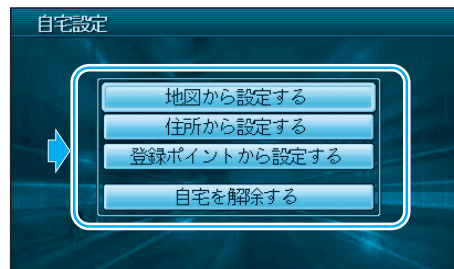 自宅設定
地図から設定する
住所から設定する
登録ポイントから設定する
自宅を解除する